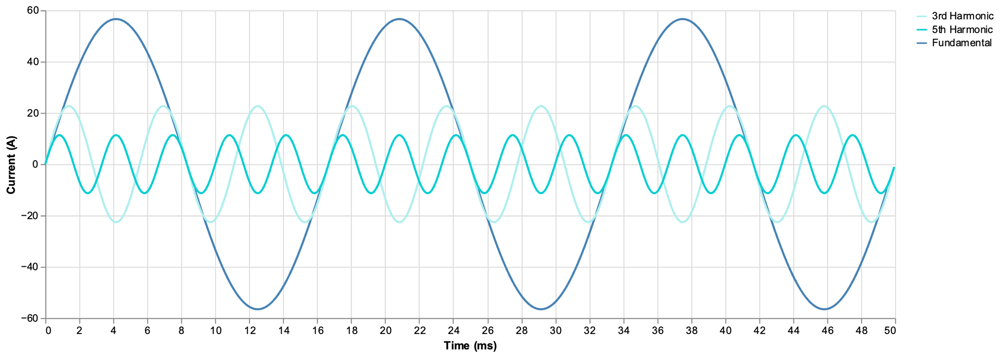 60
40
20
0
−20
−40
−60
Current (A)
0 2 4 6 8 10 12 14 16 18 20 22 24 26 28 30 32 34 36 38 40 42 44 46 48 50
Time (ms)
3rd Harmonic
5th Harmonic
Fundamental